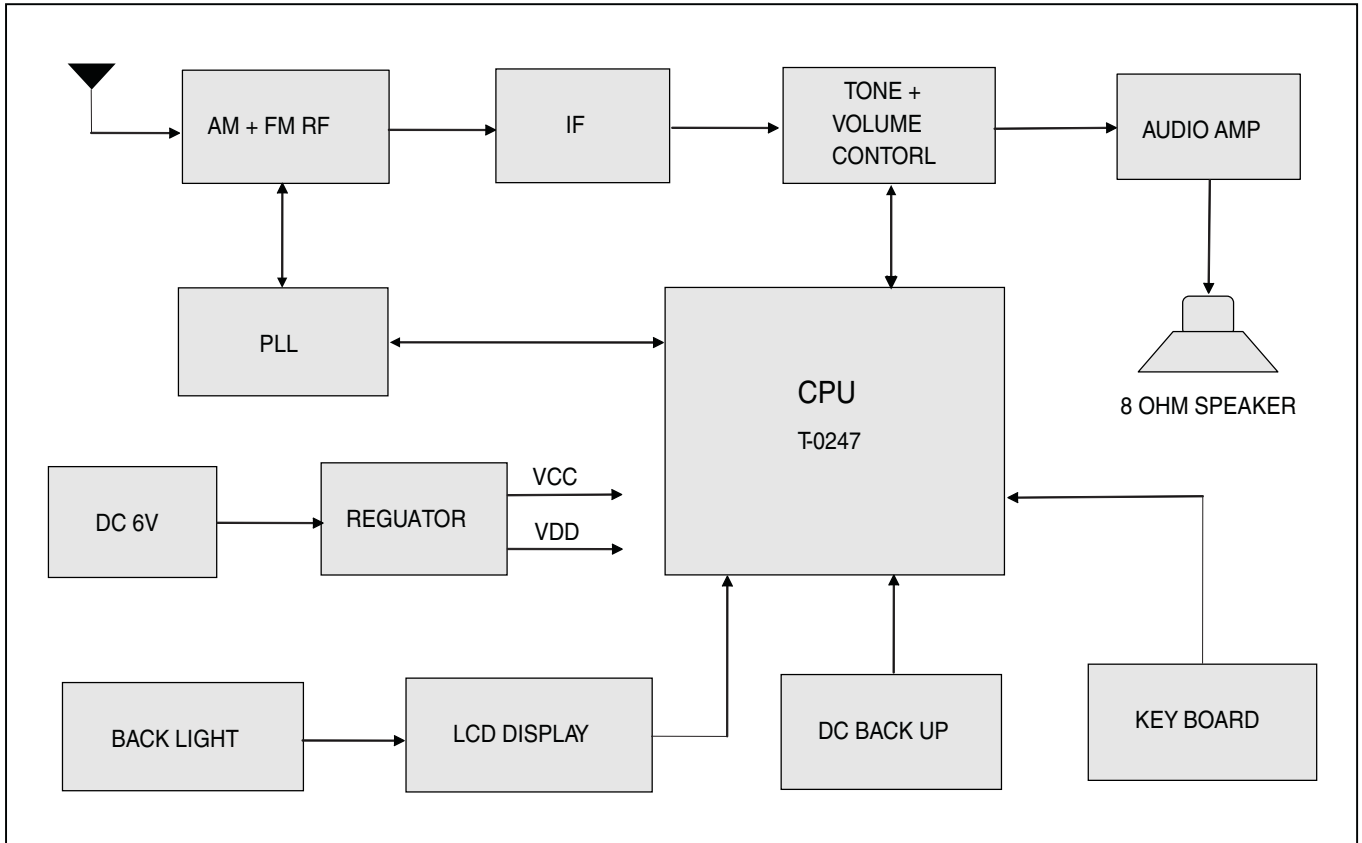 AM + FM RF
IF
TONE +
VOLUME
CONTORL
AUDIO AMP
PLL
CPU
T-0247
8 OHM SPEAKER
DC 6V
REGUATOR
VCC
VDD
BACK LIGHT
LCD DISPLAY
DC BACK UP
KEY BOARD